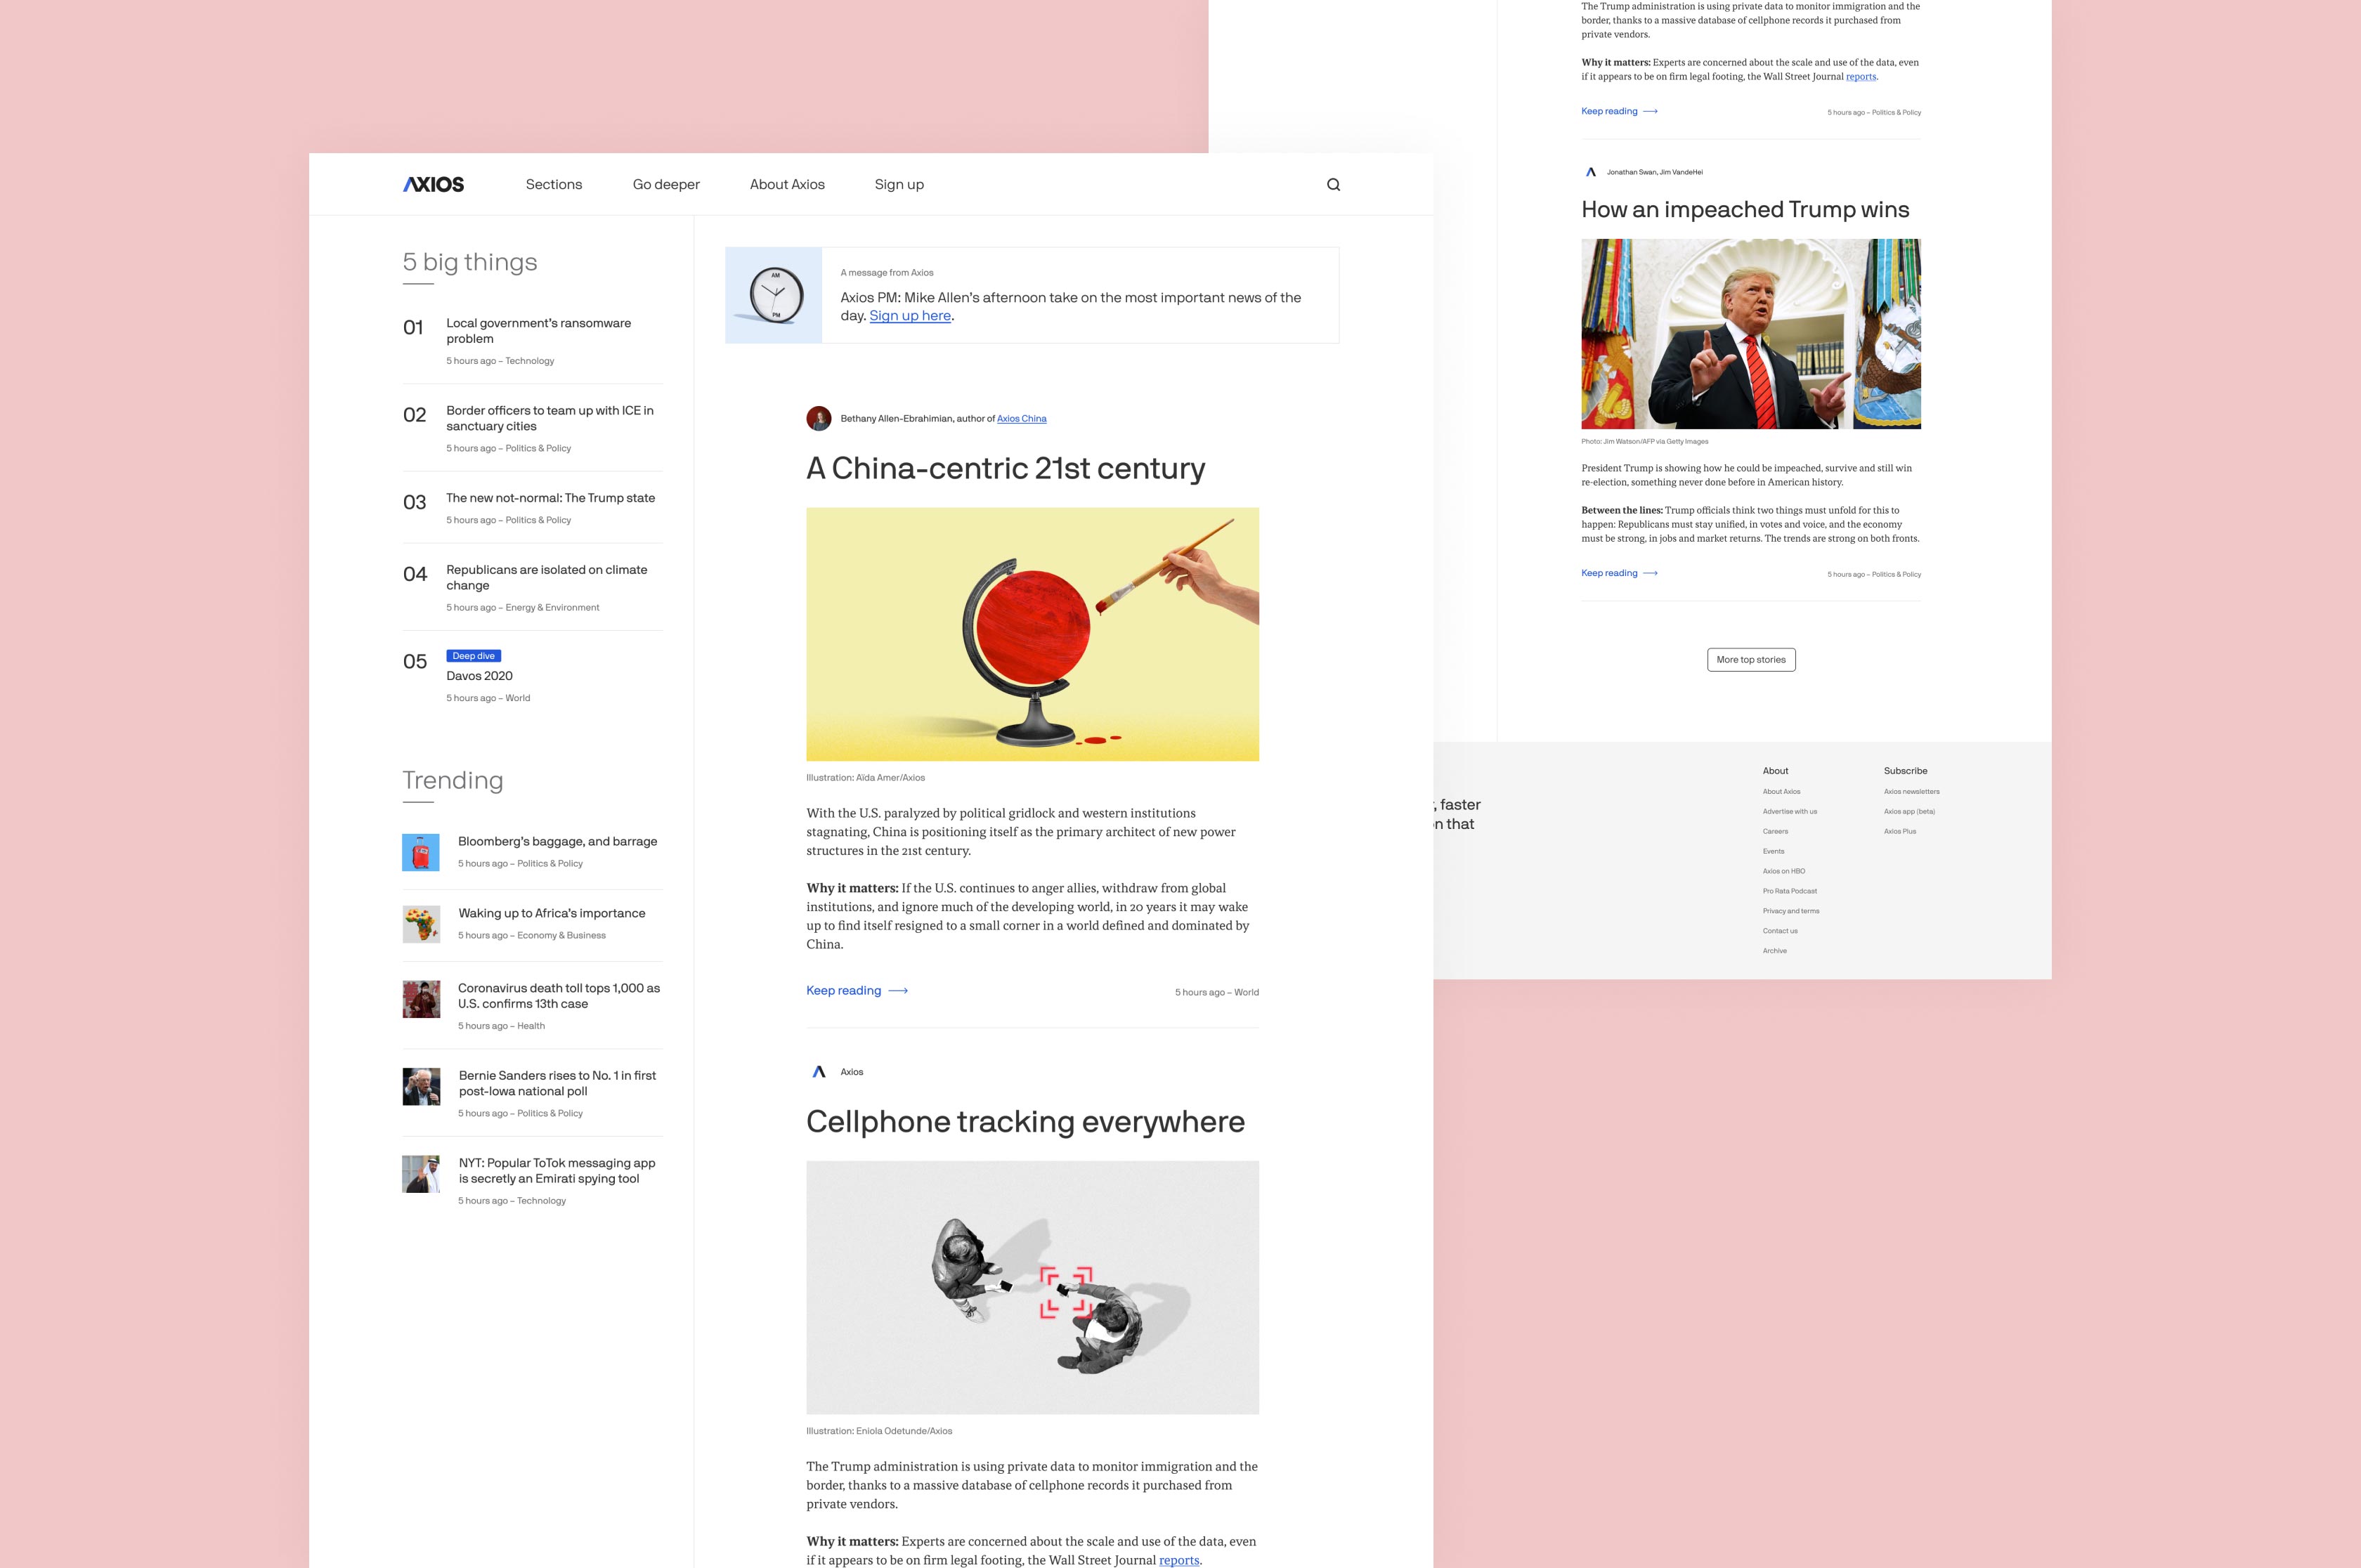 AXIOS
Sections
Go deeper
About Axios
Sign up
5 big things
01
Local government's ransomware
problem
5 hours ago – Technology
02
Border officers to team up with ICE in
sanctuary cities
5 hours ago – Politics & Policy
03
The new not-normal: The Trump state
5 hours ago – Politics & Policy
04
Republicans are isolated on climate
change
5 hours ago – Energy & Environment
05
Deep dive
Davos 2020
5 hours ago – World
Trending
Bloomberg's baggage, and barrage
5 hours ago – Politics & Policy
Waking up to Africa's importance
5 hours ago – Economy & Business
Coronavirus death toll tops 1,000 as
U.S. confirms 13th case
5 hours ago – Health
Bernie Sanders rises to No. 1 in first
post-Iowa national poll
5 hours ago – Politics & Policy
NYT: Popular ToTok messaging app
is secretly an Emirati spying tool
5 hours ago – Technology
AM
PM
A message from Axios
Axios PM: Mike Allen's afternoon take on the most important news of the
day. Sign up here.
Bethany Allen-Ebrahimian, author of Axios China
A China-centric 21st century
Illustration: Aïda Amer/Axios
With the U.S. paralyzed by political gridlock and western institutions
stagnating, China is positioning itself as the primary architect of new power
structures in the 21st century.
Why it matters: If the U.S. continues to anger allies, withdraw from global
institutions, and ignore much of the developing world, in 20 years it may wake
up to find itself resigned to a small corner in a world defined and dominated by
China.
Keep reading
5 hours ago – World
Axios
Cellphone tracking everywhere
Illustration: Eniola Odetunde/Axios
The Trump administration is using private data to monitor immigration and the
border, thanks to a massive database of cellphone records it purchased from
private vendors.
Why it matters: Experts are concerned about the scale and use of the data, even
if it appears to be on firm legal footing, the Wall Street Journal reports.
The Trump administration is using private data to monitor immigration and the
border, thanks to a massive database of cellphone records it purchased from
private vendors.
Why it matters: Experts are concerned about the scale and use of the data, even
if it appears to be on firm legal footing, the Wall Street Journal reports.
Keep reading
5 hours ago – Politics & Policy
Jonathan Swan, Jim VandeHei
How an impeached Trump wins
Photo: Jim Watson/AFP via Getty Images
President Trump is showing how he could be impeached, survive and still win
re-election, something never done before in American history.
Between the lines: Trump officials think two things must unfold for this to
happen: Republicans must stay unified, in votes and voice, and the economy
must be strong, in jobs and market returns. The trends are strong on both fronts.
Keep reading
5 hours ago – Politics & Policy
More top stories
, faster
n that
About
About Axios
Advertise with us
Careers
Events
Axios on HBO
Pro Rata Podcast
Privacy and terms
Contact us
Archive
Subscribe
Axios newsletters
Axios app (beta)
Axios Plus